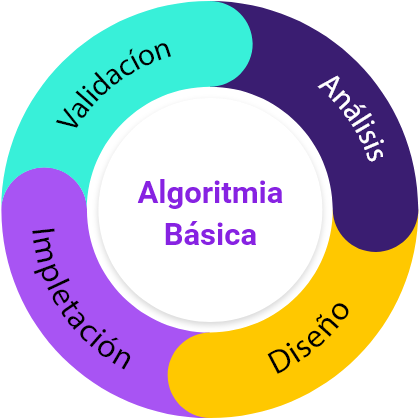 Algoritmia
Básica
Análisis
Diseño
Impletación
Validacíon